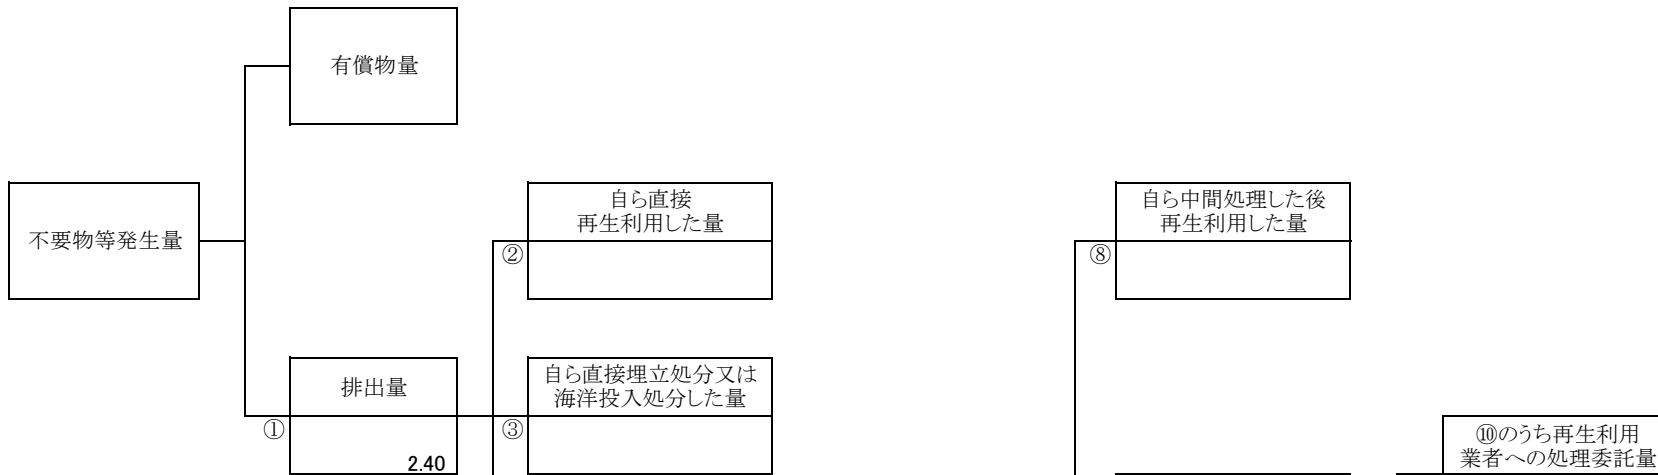 有償物量
不要物等発生量
自ら直接
再生利用した量
②
自ら中間処理した後
再生利用した量
⑧
排出量
①
2.40
自ら直接埋立処分又は
海洋投入処分した量
③
⑩のうち再生利用
業者への処理委託量